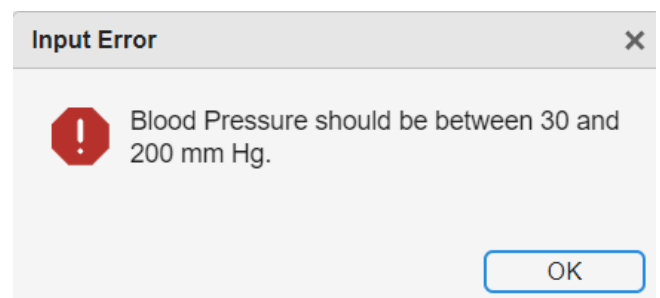 Input Error
Blood Pressure should be between 30 and
200 mm Hg.
OK